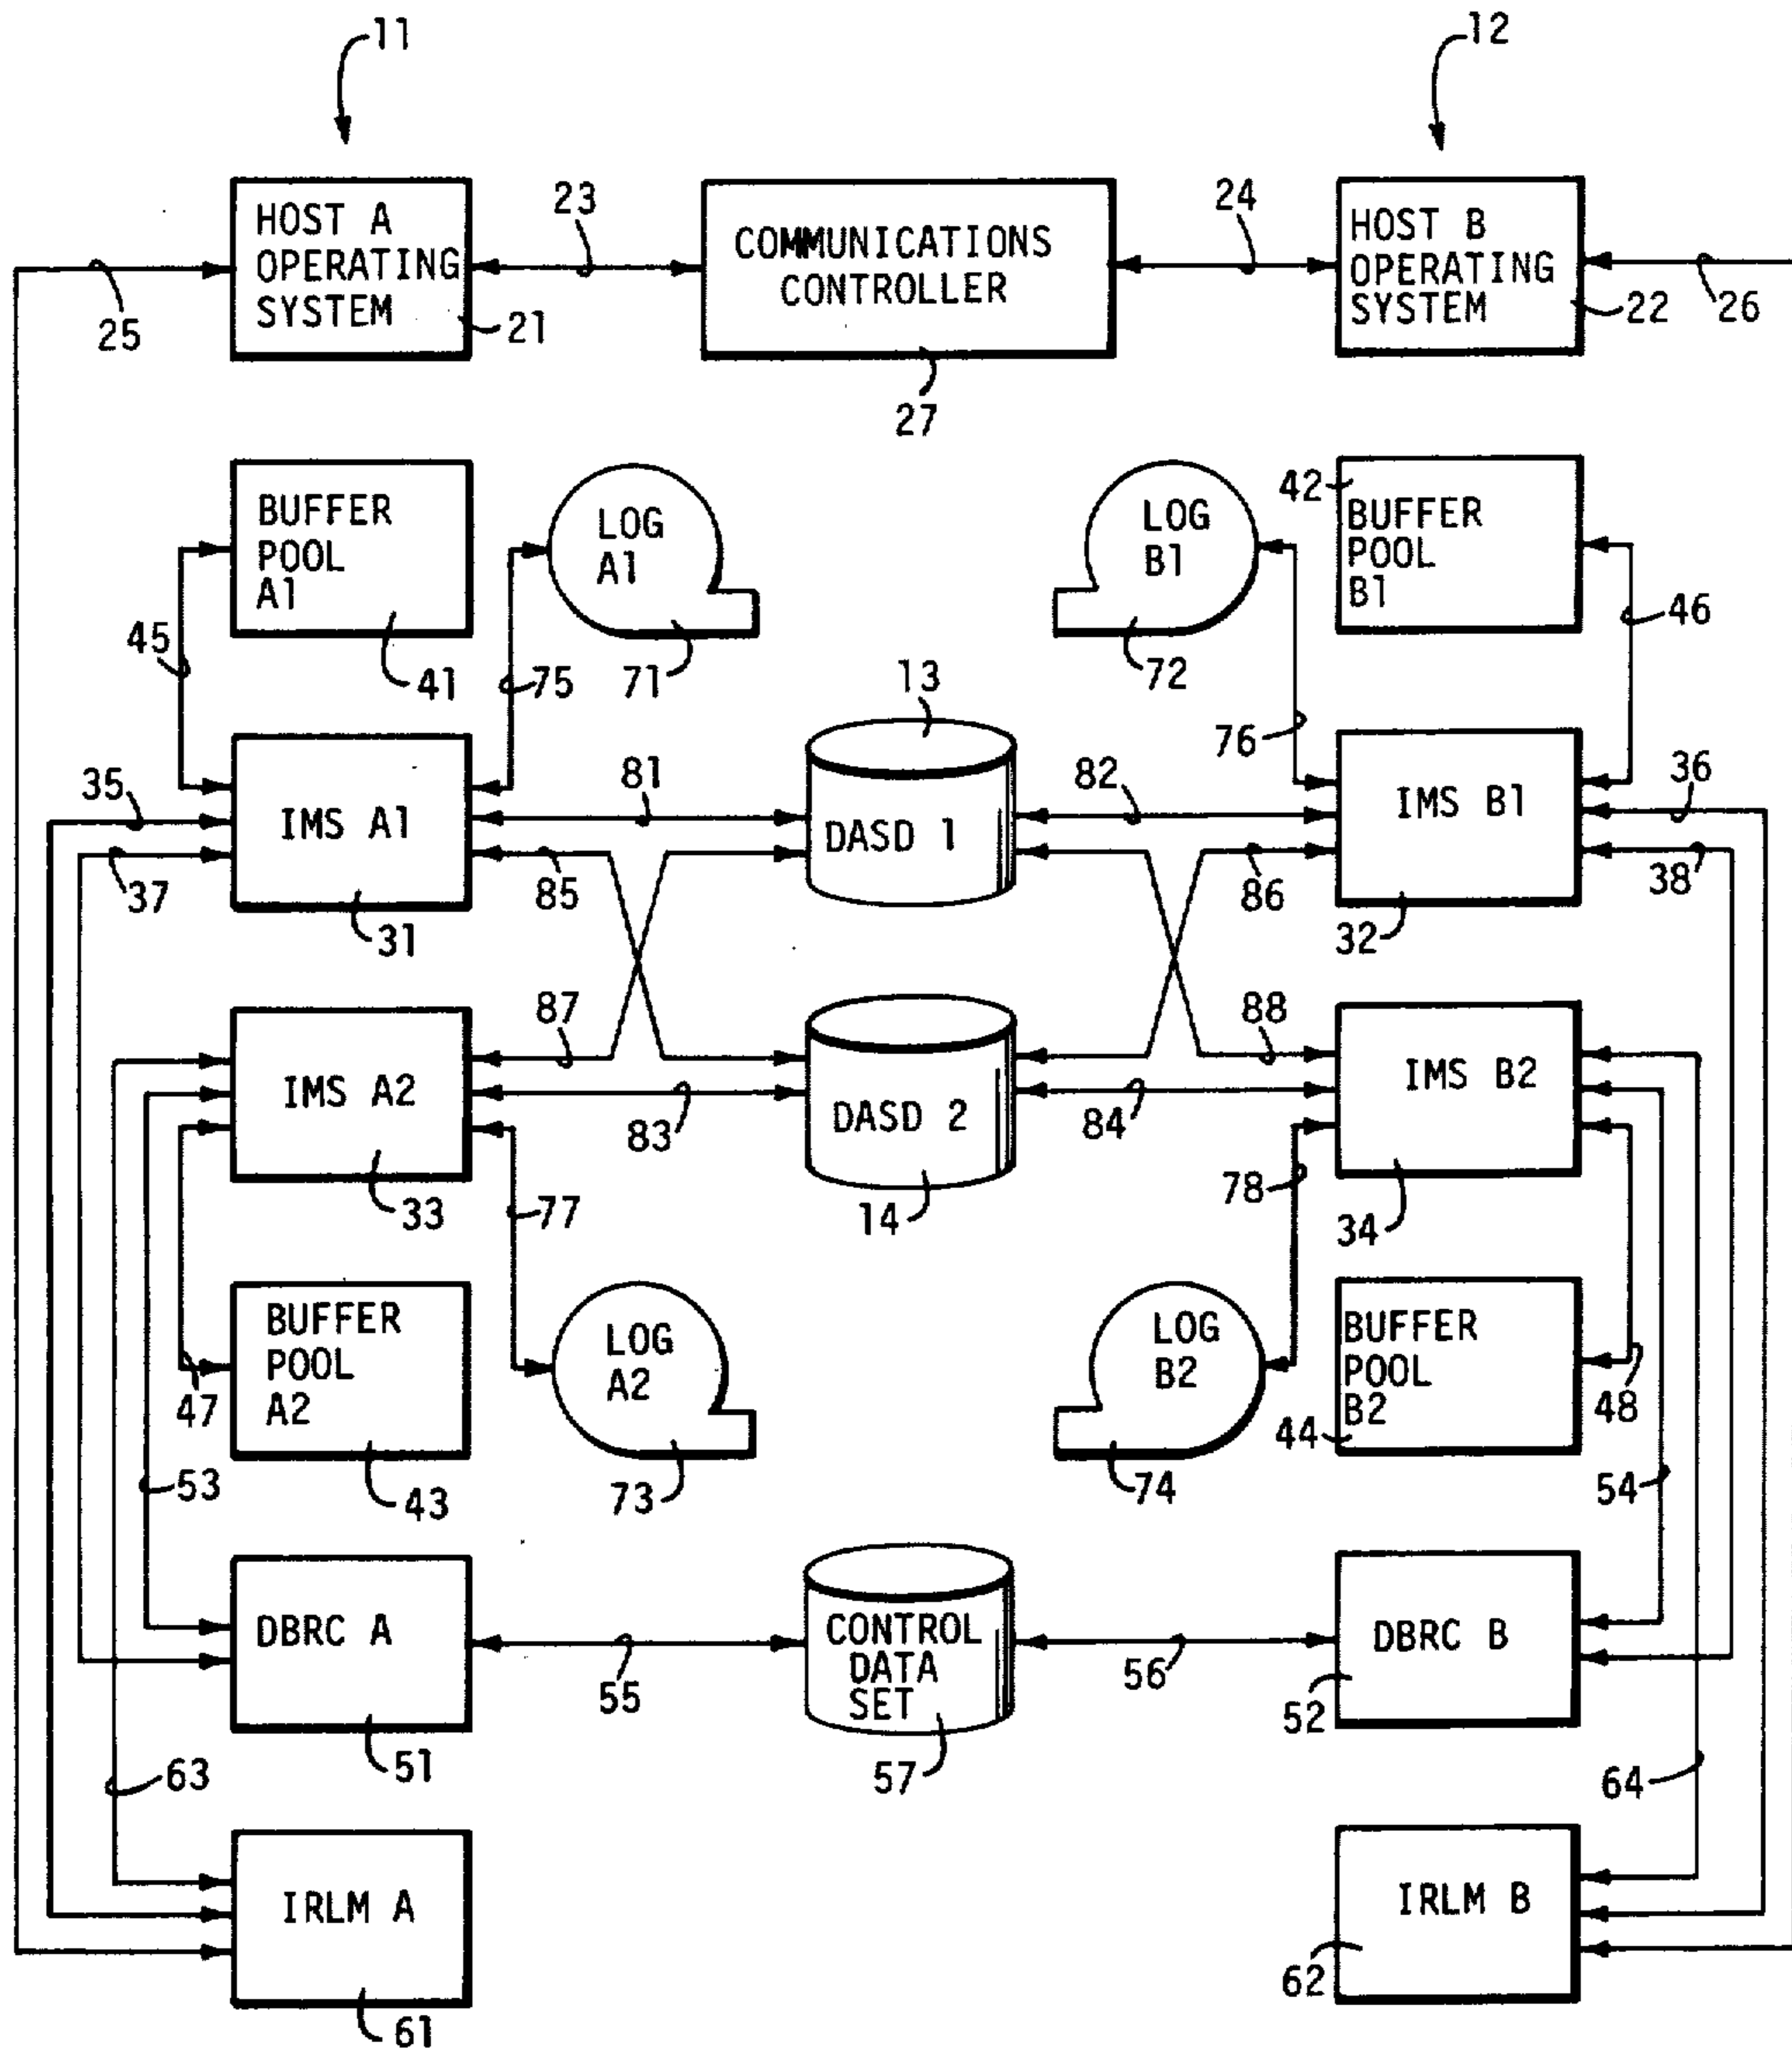 11
12
HOST A
OPERATING
SYSTEM
21
23
COMMUNICATIONS
CONTROLLER
27
24
HOST B
OPERATING
SYSTEM
22
25
26
BUFFER
POOL
A1
41
45
LOG
A1
71
75
LOG
B1
72
76
42
BUFFER
POOL
B1
46
13
35
37
IMS A1
31
81
85
DASD 1
82
86
IMS B1
32
36
38
87
83
IMS A2
33
77
DASD 2
14
88
84
78
IMS B2
34
BUFFER
POOL
A2
43
47
53
LOG
A2
73
LOG
B2
74
BUFFER
POOL
B2
44
48
54
DBRC A
51
55
CONTROL
DATA
SET
57
56
DBRC B
52
63
64
IRLM A
61
IRLM B
62